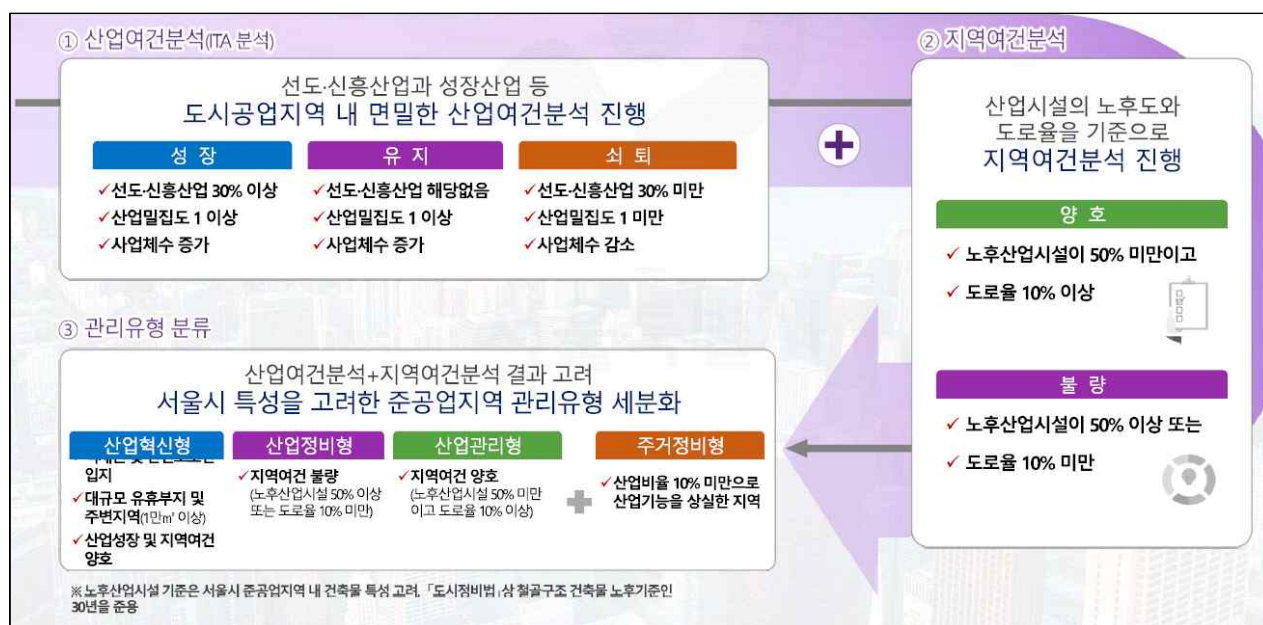 ① 산업여건분석(ITA 분석)
선도·신흥산업과 성장산업 등
도시공업지역 내 면밀한 산업여건분석 진행
성 장
✓선도·신흥산업 30% 이상
✓산업밀집도 1 이상
✓사업체수 증가
유 지
✓선도·신흥산업 해당없음
✓산업밀집도 1 이상
✓사업체수 증가
쇠 퇴
✓선도·신흥산업 30% 미만
✓산업밀집도 1 미만
✓사업체수 감소
② 지역여건분석
산업시설의 노후도와
도로율을 기준으로
지역여건분석 진행
양 호
✓ 노후산업시설이 50% 미만이고
✓ 도로율 10% 이상
불 량
✓ 노후산업시설이 50% 이상 또는
✓ 도로율 10% 미만
③ 관리유형 분류
산업여건분석+지역여건분석 결과 고려
서울시 특성을 고려한 준공업지역 관리유형 세분화
산업혁신형
입지
✓대규모 유휴부지 및
주변지역(1만㎡ 이상)
✓산업성장 및 지역여건
양호
산업정비형
✓지역여건 불량
(노후산업시설 50% 이상
또는 도로율 10% 미만)
산업관리형
✓지역여건 양호
(노후산업시설 50% 미만
이고 도로율 10% 이상)
주거정비형
✓산업비율 10% 미만으로
산업기능을 상실한 지역
※ 노후산업시설 기준은 서울시 준공업지역 내 건축물 특성 고려, 「도시정비법」상 철골구조 건축물 노후기준인
30년을 준용